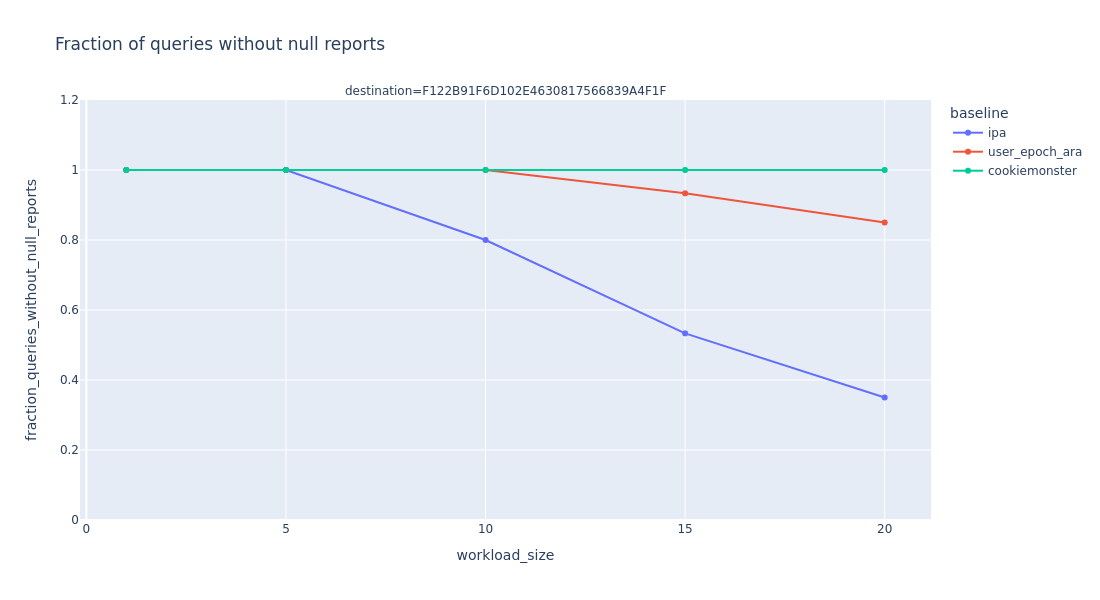 Fraction of queries without null reports
destination=F122B91F6D102E4630817566839A4F1F
baseline
ipa
user_epoch_ara
cookiemonster
fraction_queries_without_null_reports
1.2
1
0.8
0.6
0.4
0.2
0
0 5 10 15 20
workload_size